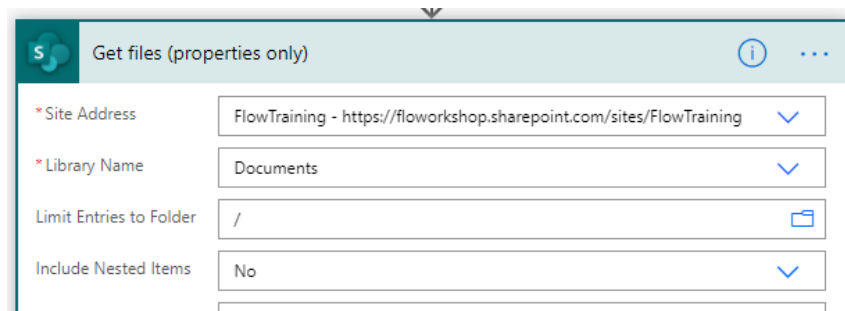 S
Get files (properties only)
* Site Address
FlowTraining - https://floworkshop.sharepoint.com/sites/FlowTraining
* Library Name
Documents
Limit Entries to Folder
/
Include Nested Items
No